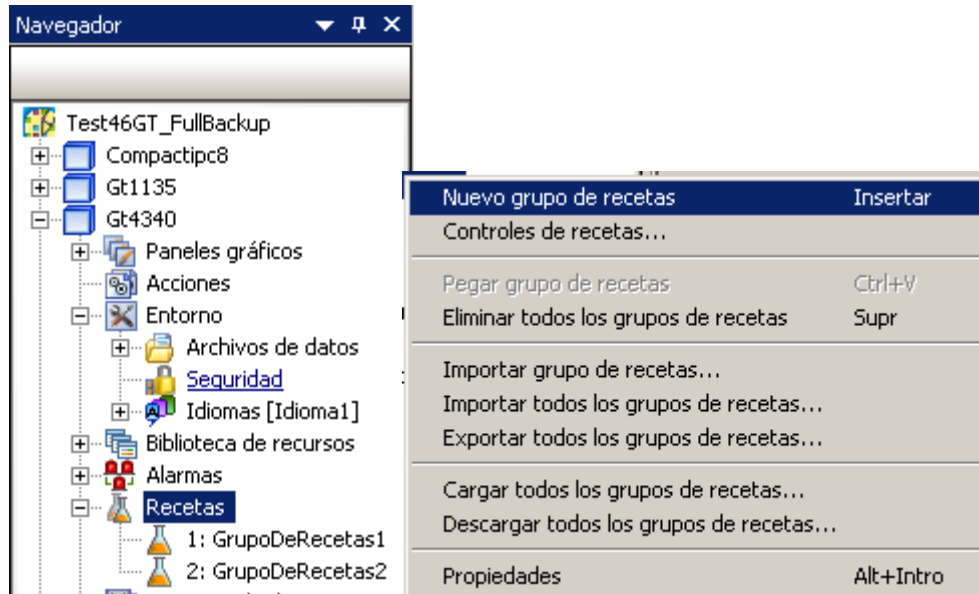 Navegador
Test46GT_FullBackup
Compactipc8
Gt1135
Gt4340
Paneles gráficos
Acciones
Entorno
Archivos de datos
Seguridad
Idiomas [Idioma1]
Biblioteca de recursos
Alarmas
Recetas
1: GrupoDeRecetas1
2: GrupoDeRecetas2
Nuevo grupo de recetas Insertar
Controles de recetas...
Pegar grupo de recetas Ctrl+V
Eliminar todos los grupos de recetas Supr
Importar grupo de recetas...
Importar todos los grupos de recetas...
Exportar todos los grupos de recetas...
Cargar todos los grupos de recetas...
Descargar todos los grupos de recetas...
Propiedades Alt+Intro